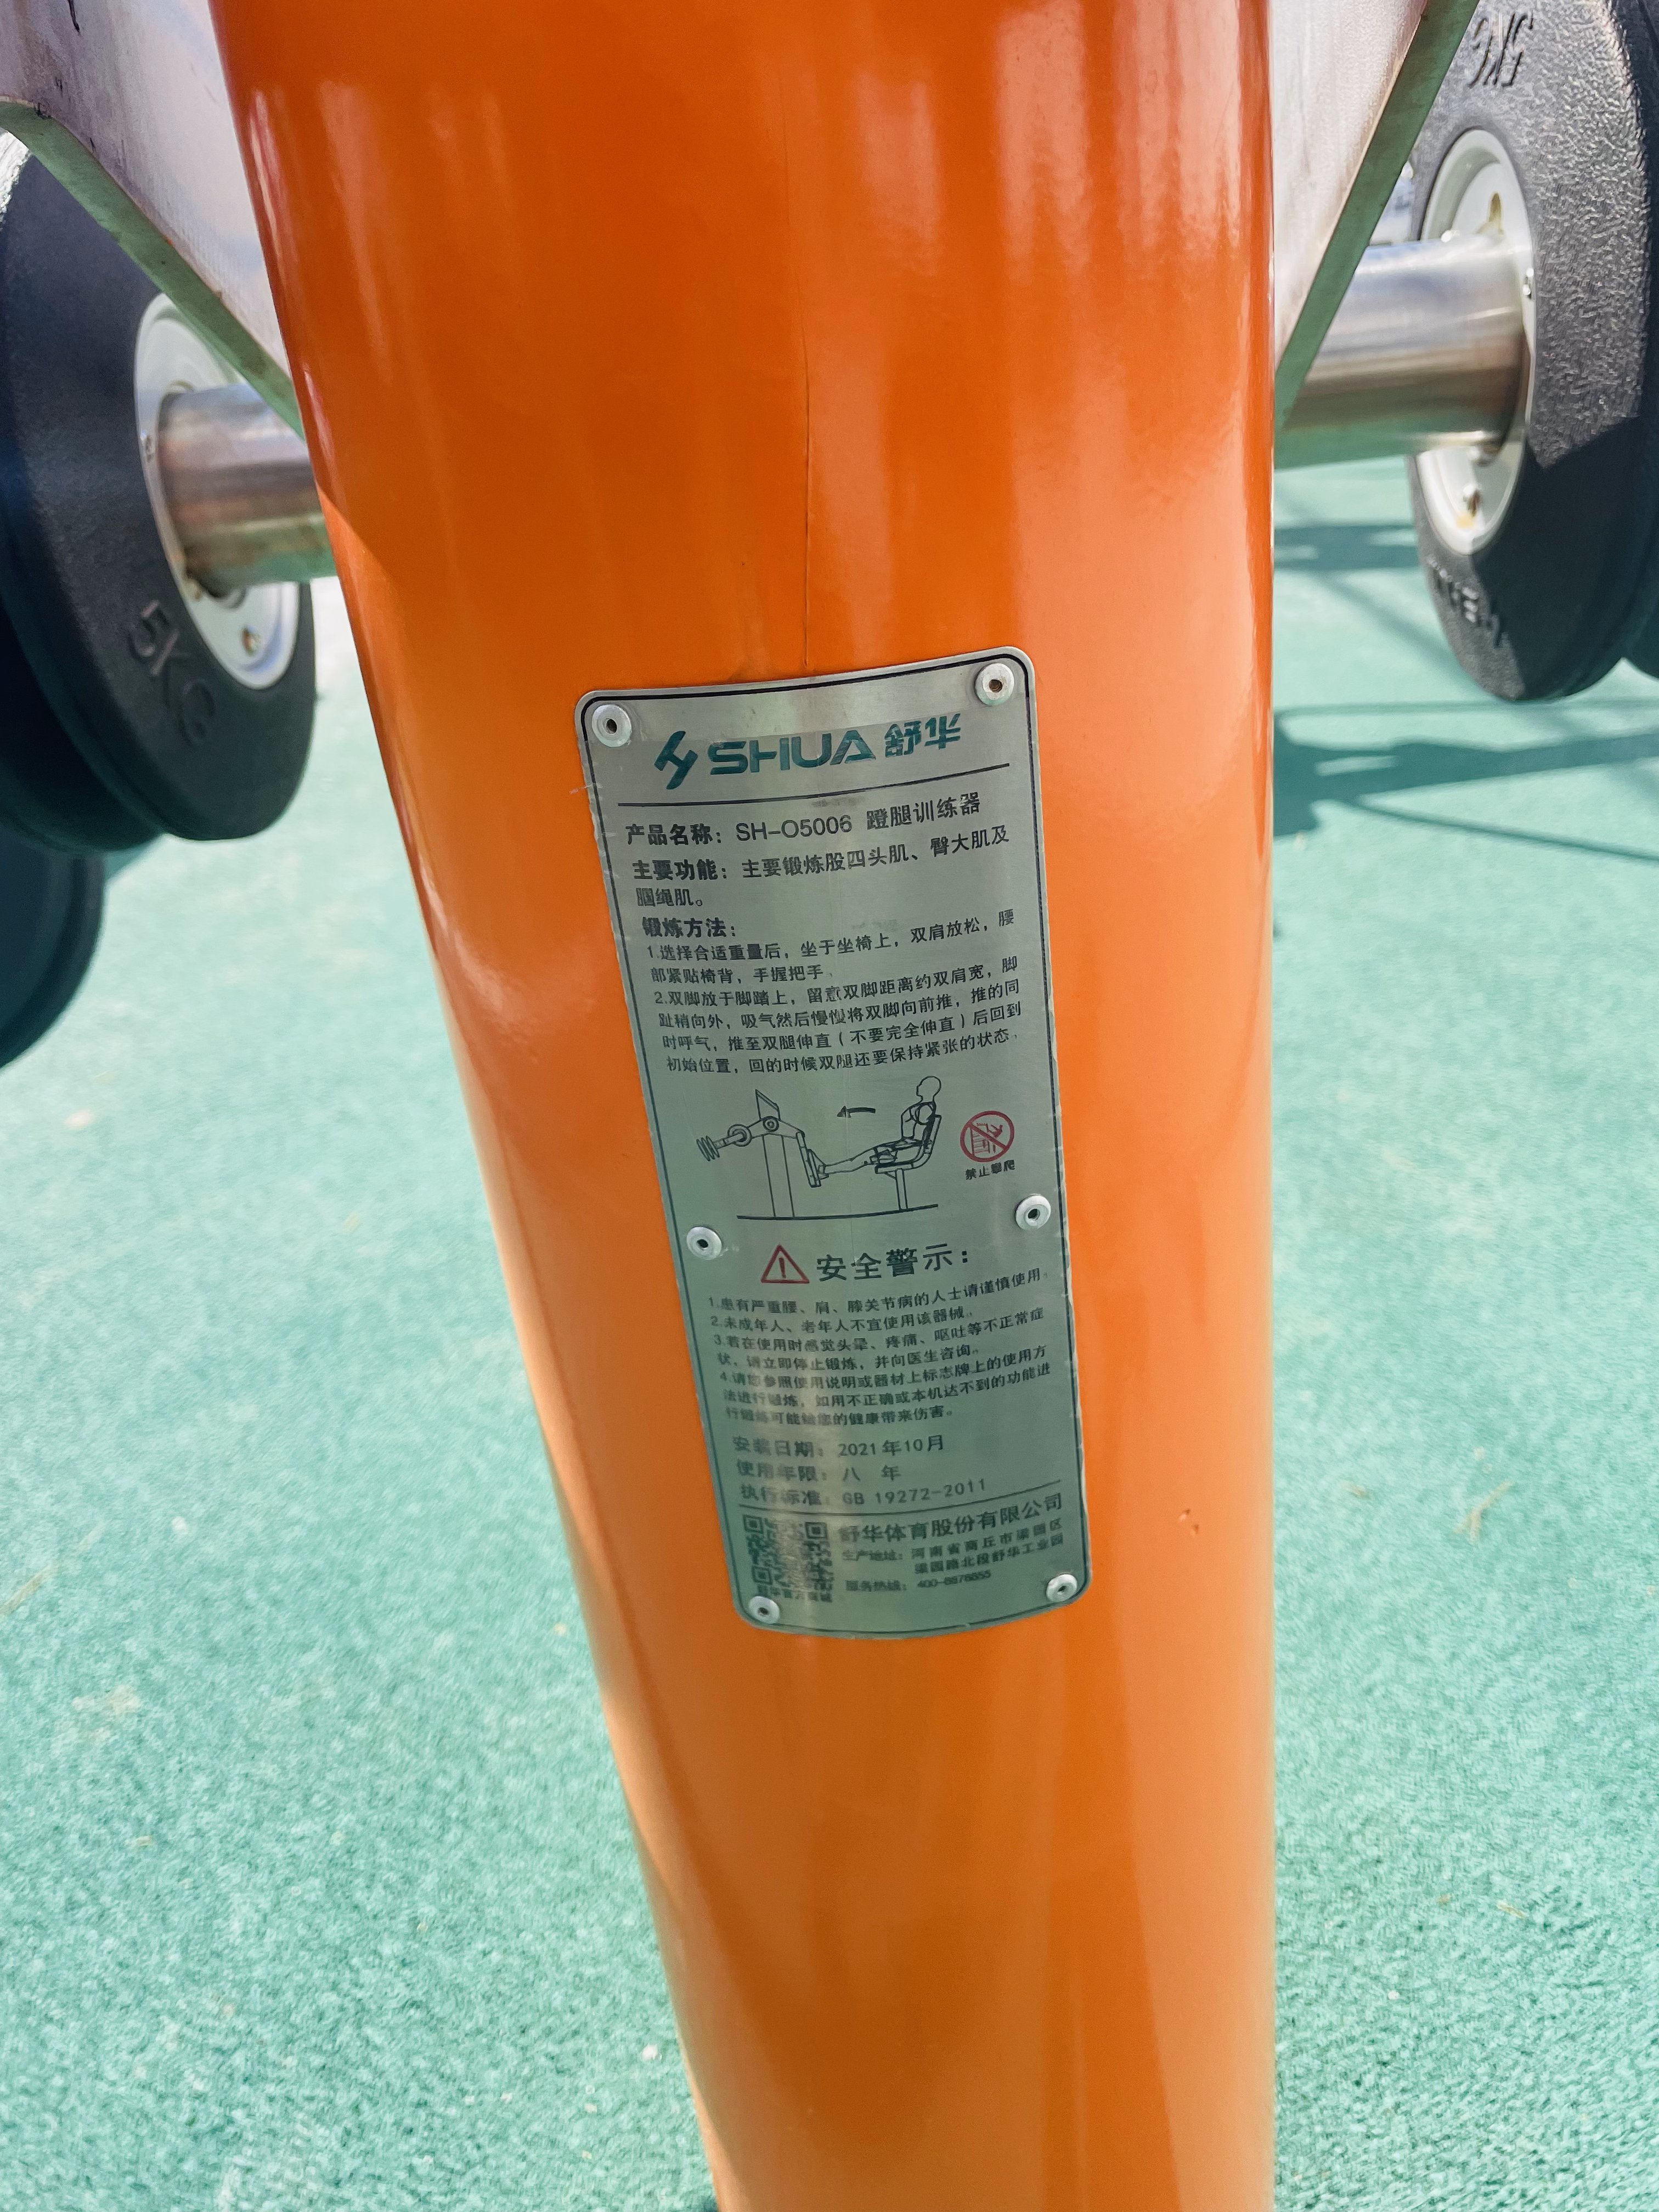 5KG
5KG
SHUA 舒华
产品名称：SH-O5006 蹬腿训练器
主要功能：主要锻炼股四头肌、臀大肌及
腘绳肌。
锻炼方法：
1.选择合适重量后，坐于坐椅上，双肩放松，腰
部紧贴椅背，手握把手。
2.双脚放于脚踏上，留意双脚距离约双肩宽，脚
趾稍向外，吸气然后慢慢将双脚向前推，推的同
时呼气，推至双腿伸直（不要完全伸直）后回到
初始位置，回的时候双腿还要保持紧张的状态。
禁止攀爬
安全警示：
1.患有严重腰、肩、膝关节病的人士请谨慎使用。
2.未成年人、老年人不宜使用该器械。
3.若在使用时感觉头晕、疼痛、呕吐等不正常症
状，请立即停止锻炼，并向医生咨询。
4.请您参照使用说明或器材上标志牌上的使用方
法进行锻炼，如用不正确或本机达不到的功能进
行锻炼可能给您的健康带来伤害。
安装日期：2021年10月
使用年限：八 年
执行标准：GB 19272-2011
舒华体育股份有限公司
生产地址：河南省商丘市梁园区
梁园路北段舒华工业园
服务热线：400-8878855
舒华官方商城